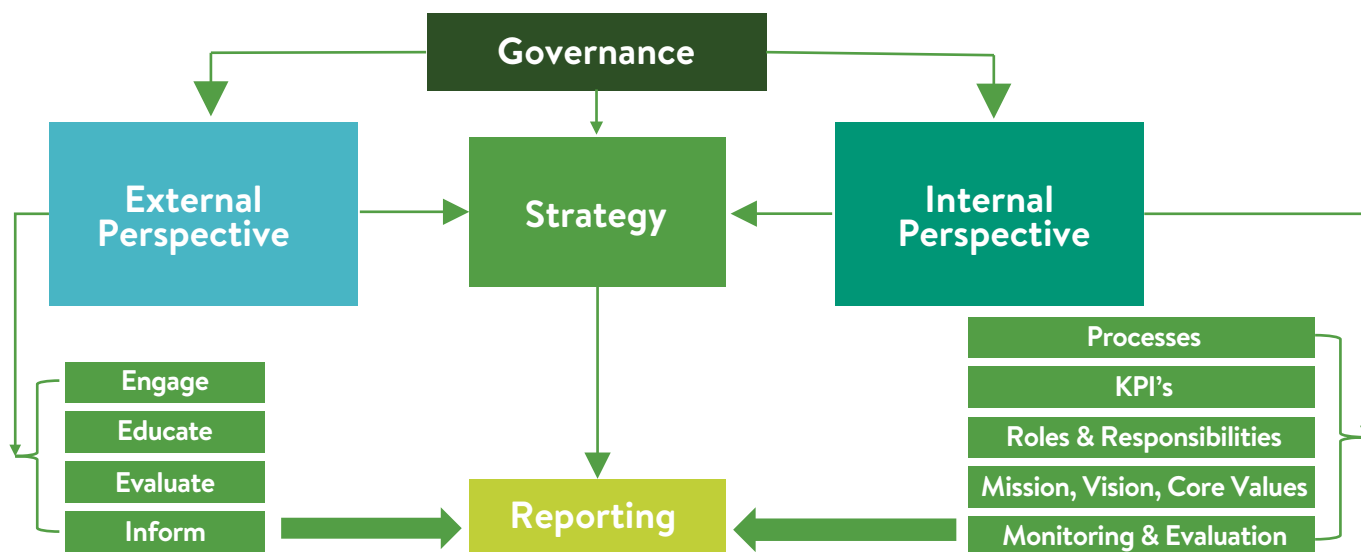 Governance
External
Perspective
Strategy
Internal
Perspective
Engage
Educate
Evaluate
Inform
Reporting
Processes
KPI's
Roles & Responsibilities
Mission, Vision, Core Values
Monitoring & Evaluation